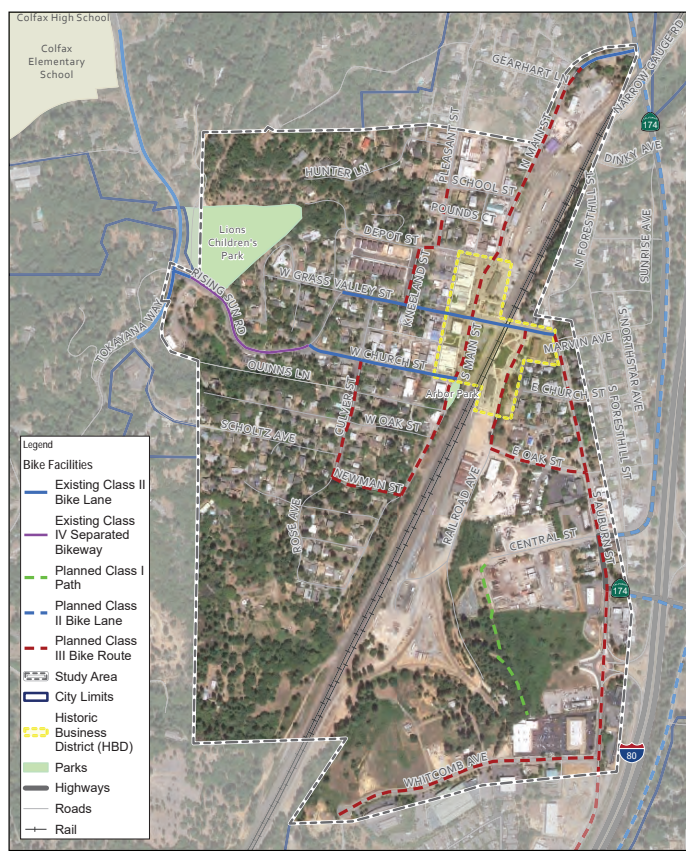 Colfax High School
Colfax
Elementary
School
GEARHART LN
NARROW GAUGE RD
174
DINKY AVE
PLEASANT ST
N MAIN ST
HUNTER LN
SCHOOL ST
POUNDS CT
N FORESTHILL ST
SUNRISE AVE
Lions
Children's
Park
DEPOT ST
W GRASS VALLEY ST
KNEELAND ST
RISING SUN RD
TOKAYANA WAY
S MAIN ST
MARVIN AVE
S NORTHSTAR AVE
W CHURCH ST
QUINNS LN
Arbor Park
E CHURCH ST
S FORESTHILL ST
CULVER ST
W OAK ST
SCHOLTZ AVE
E OAK ST
NEWMAN ST
RAILROAD AVE
ROSE AVE
CENTRAL ST
S AUBURN ST
174
WHITCOMB AVE
80
Legend
Bike Facilities
Existing Class II
Bike Lane
Existing Class
IV Separated
Bikeway
Planned Class I
Path
Planned Class
II Bike Lane
Planned Class
III Bike Route
Study Area
City Limits
Historic
Business
District (HBD)
Parks
Highways
Roads
Rail